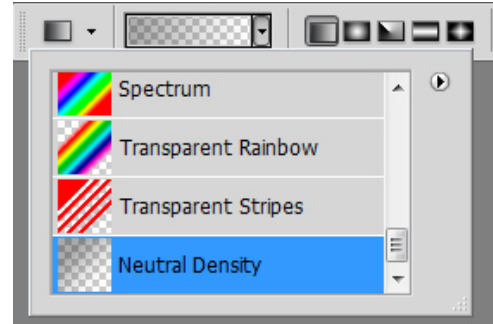 Spectrum
Transparent Rainbow
Transparent Stripes
Neutral Density